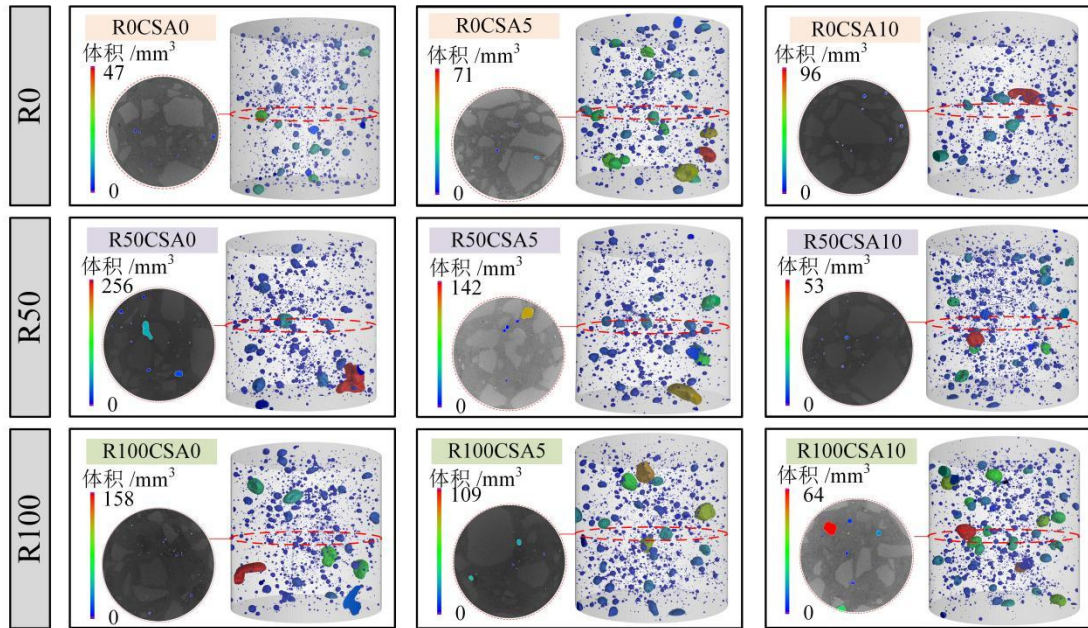 R0
R0CSA0
体积 /mm³
47
0
R0CSA5
体积 /mm³
71
0
R0CSA10
体积 /mm³
96
0
R50
R50CSA0
体积 /mm³
256
0
R50CSA5
体积 /mm³
142
0
R50CSA10
体积 /mm³
53
0
R100
R100CSA0
体积 /mm³
158
0
R100CSA5
体积 /mm³
109
0
R100CSA10
体积 /mm³
64
0